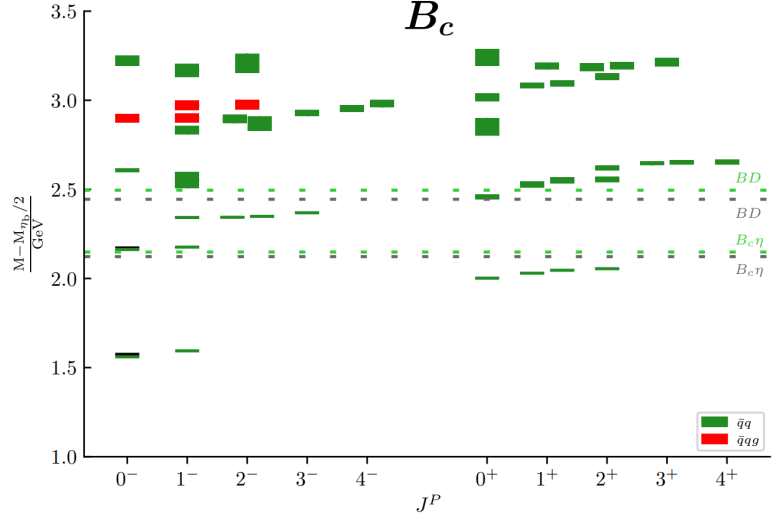 B_c
M−M_{η_b}/2
GeV
3.5
3.0
2.5
2.0
1.5
1.0
BD
BD
B_cη
B_cη
q̄q
q̄qg
0⁻ 1⁻ 2⁻ 3⁻ 4⁻ 0⁺ 1⁺ 2⁺ 3⁺ 4⁺
J^P